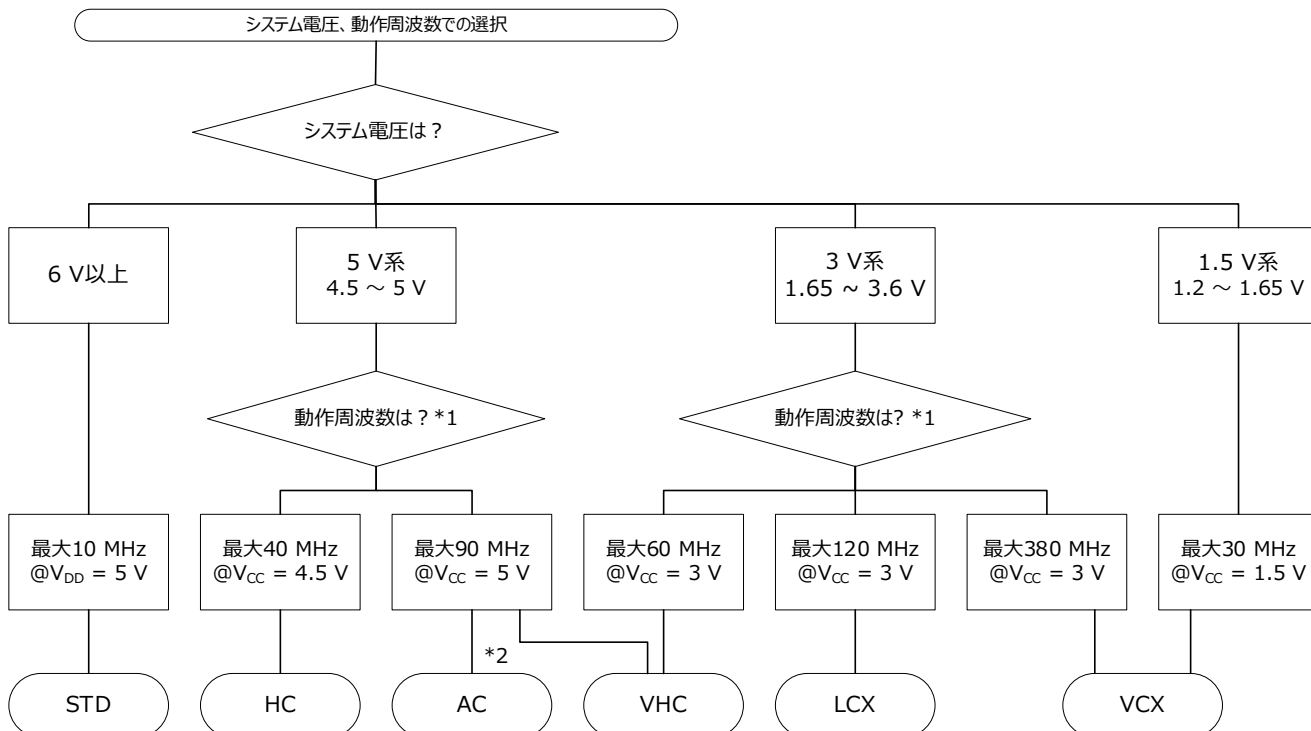 システム電圧、動作周波数での選択
システム電圧は？
6 V以上
5 V系
4.5 ～ 5 V
3 V系
1.65 ~ 3.6 V
1.5 V系
1.2 ～ 1.65 V
動作周波数は？*1
動作周波数は? *1
最大10 MHz
@VDD = 5 V
最大40 MHz
@VCC = 4.5 V
最大90 MHz
@VCC = 5 V
最大60 MHz
@VCC = 3 V
最大120 MHz
@VCC = 3 V
最大380 MHz
@VCC = 3 V
最大30 MHz
@VCC = 1.5 V
*2
STD
HC
AC
VHC
LCX
VCX